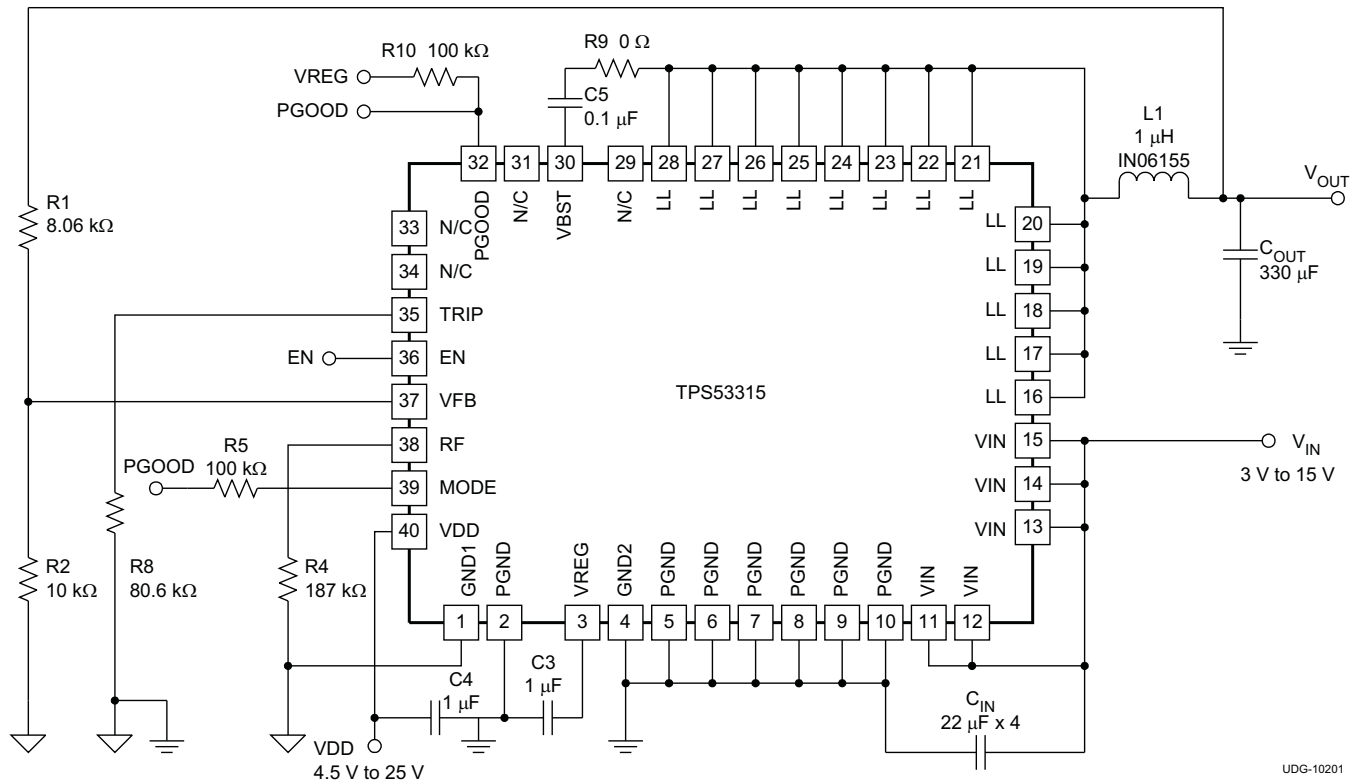 R10 100 kΩ
R9 0 Ω
VREG
PGOOD
C5
0.1 μF
L1
1 μH
IN06155
VOUT
COUT
330 μF
R1
8.06 kΩ
32 31 30 29 28 27 26 25 24 23 22 21
PGOOD N/C VBST N/C LL LL LL LL LL LL LL LL
33 N/C
34 N/C
35 TRIP
EN 36 EN
37 VFB
38 RF
39 MODE
40 VDD
PGOOD
R5
100 kΩ
TPS53315
LL 20
LL 19
LL 18
LL 17
LL 16
VIN 15
VIN 14
VIN 13
VIN
3 V to 15 V
R2
10 kΩ
R8
80.6 kΩ
R4
187 kΩ
GND1 PGND VREG GND2 PGND PGND PGND PGND PGND PGND VIN VIN
1 2 3 4 5 6 7 8 9 10 11 12
C4
1 μF
C3
1 μF
CIN
22 μF x 4
VDD
4.5 V to 25 V
UDG-10201